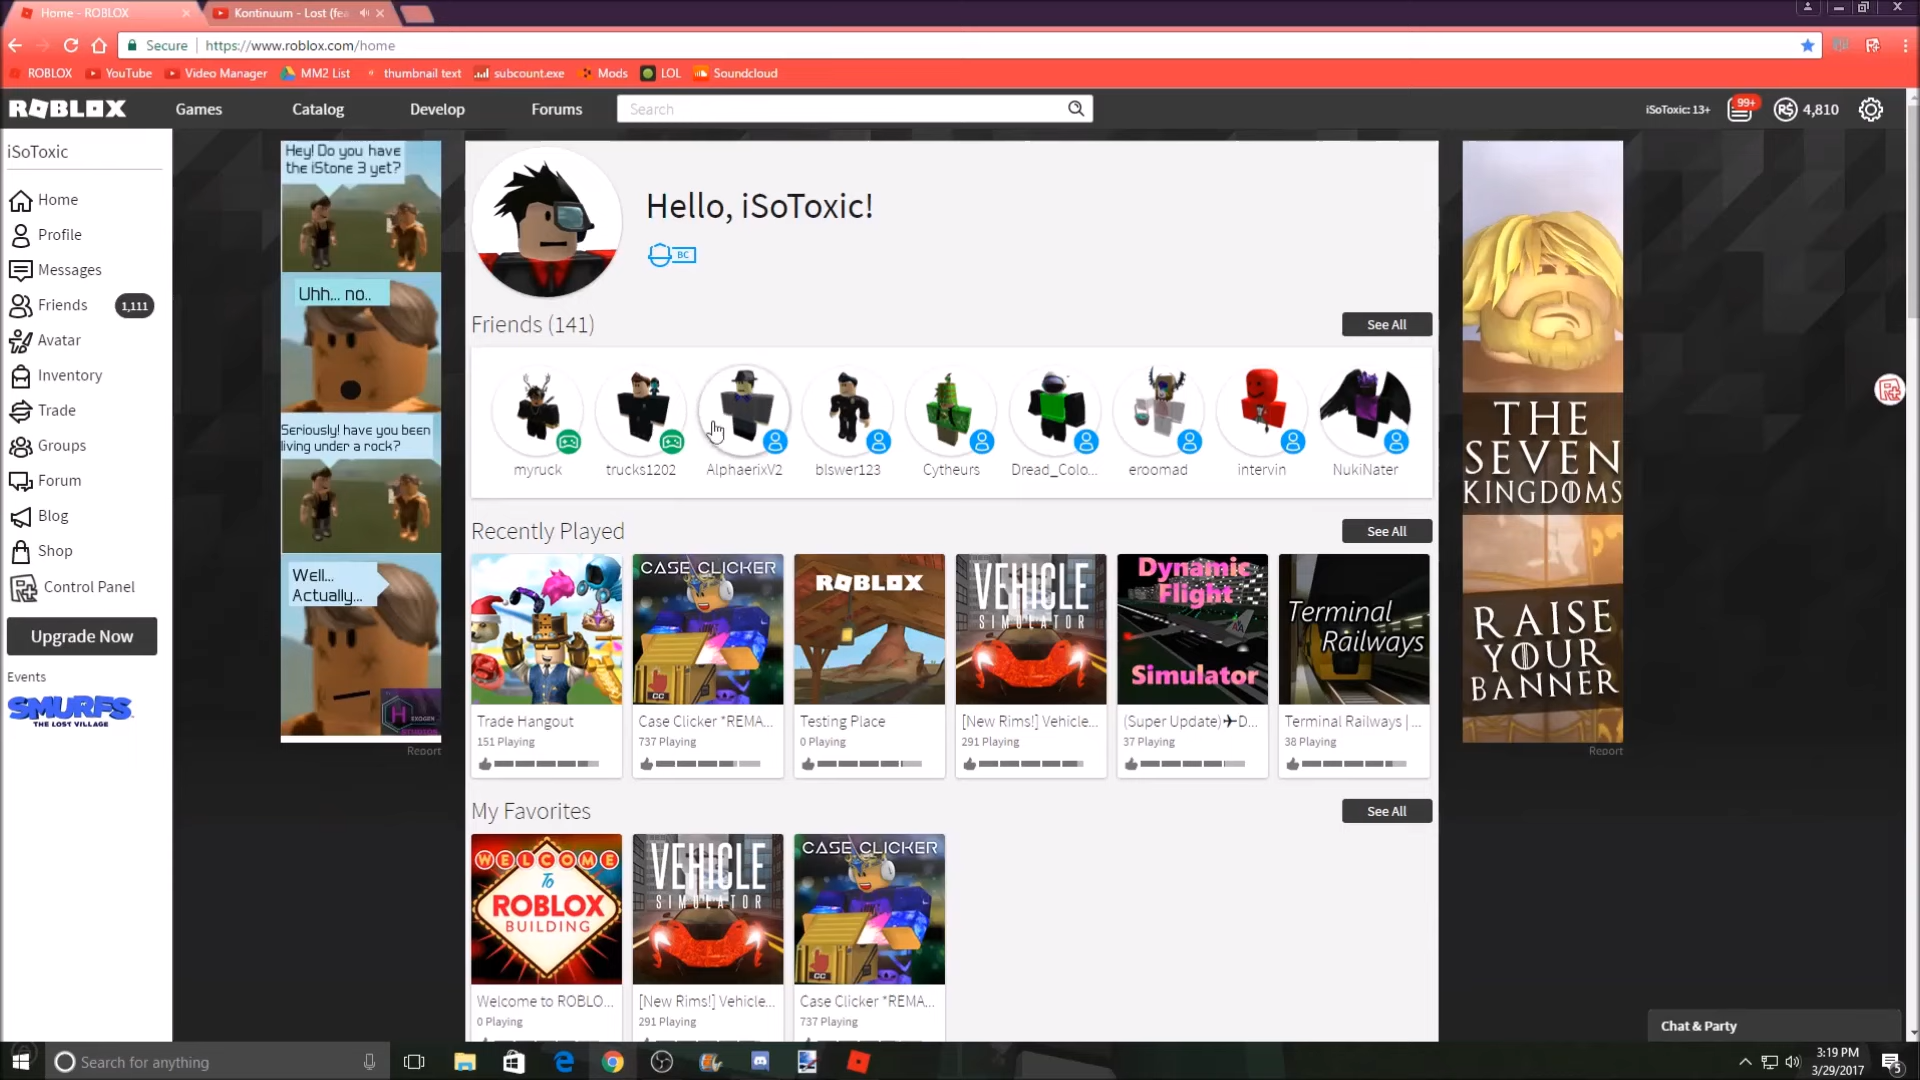 Home - ROBLOX
Kontinuum - Lost (fea
Secure
https://www.roblox.com/home
ROBLOX
YouTube
Video Manager
MM2 List
thumbnail text
subcount.exe
Mods
LOL
Soundcloud
ROBLOX
Games
Catalog
Develop
Forums
Search
iSoToxic: 13+
99+
R$
4,810
iSoToxic
Home
Profile
Messages
Friends
1,111
Avatar
Inventory
Trade
Groups
Forum
Blog
Shop
Control Panel
Upgrade Now
Events
SMURFS
THE LOST VILLAGE
Hey! Do you have
the iStone 3 yet?
Uhh... no..
Seriously! have you been
living under a rock?
Well...
Actually...
Report
Hello, iSoToxic!
BC
Friends (141)
See All
myruck
trucks1202
AlphaerixV2
blswer123
Cytheurs
Dread_Colo...
eroomad
intervin
NukiNater
Recently Played
See All
CASE CLICKER
CC
ROBLOX
VEHICLE
SIMULATOR
Dynamic
Flight
Simulator
Terminal
Railways
Trade Hangout
151 Playing
Case Clicker *REMA...
737 Playing
Testing Place
0 Playing
[New Rims!] Vehicle...
291 Playing
(Super Update)✈D...
37 Playing
Terminal Railways | ...
38 Playing
My Favorites
See All
WELCOME
To
ROBLOX
BUILDING
VEHICLE
SIMULATOR
CASE CLICKER
CC
Welcome to ROBLO...
0 Playing
[New Rims!] Vehicle...
291 Playing
Case Clicker *REMA...
737 Playing
THE
SEVEN
KINGDOMS
RAISE
YOUR
BANNER
Report
Chat & Party
Search for anything
3:19 PM
3/29/2017
5